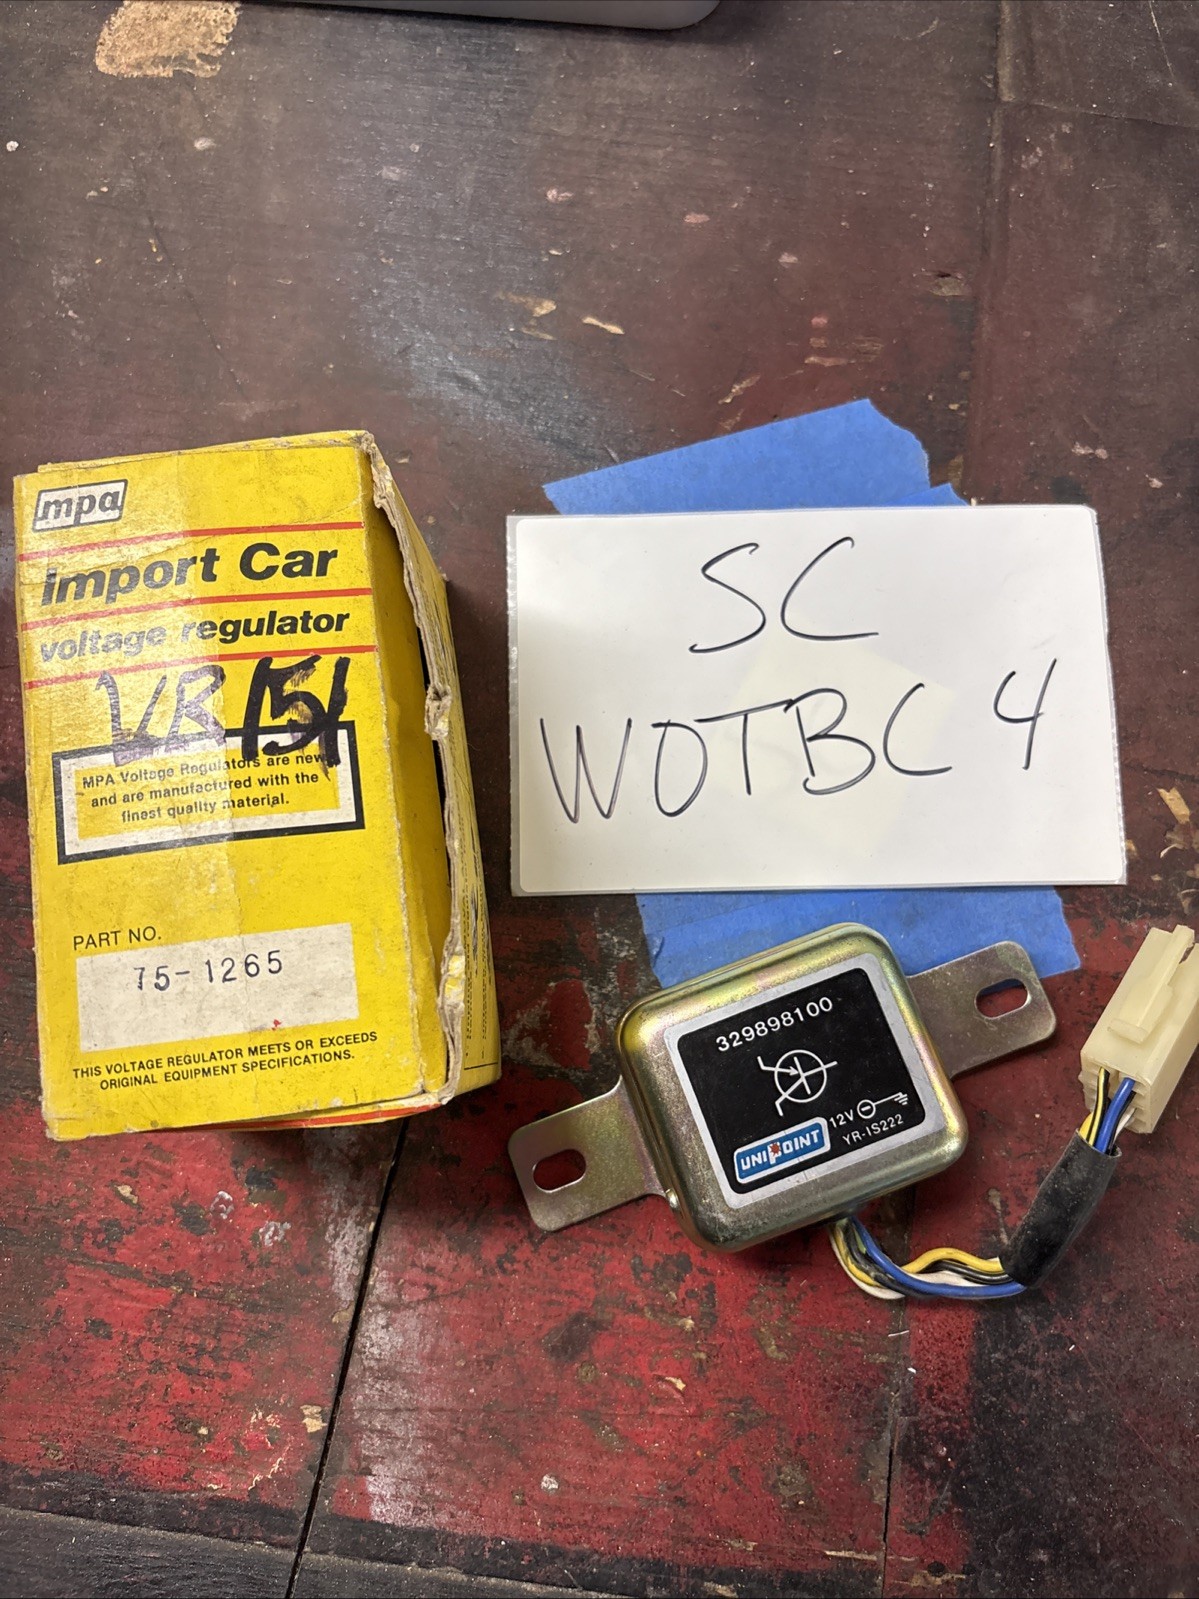 mpa
Import Car
voltage regulator
VR151
MPA Voltage Regulators are new
and are manufactured with the
finest quality material.
PART NO.
75-1265
THIS VOLTAGE REGULATOR MEETS OR EXCEEDS
ORIGINAL EQUIPMENT SPECIFICATIONS.
SC
WOTBC 4
329898100
UNIPOINT
12V
YR-IS222